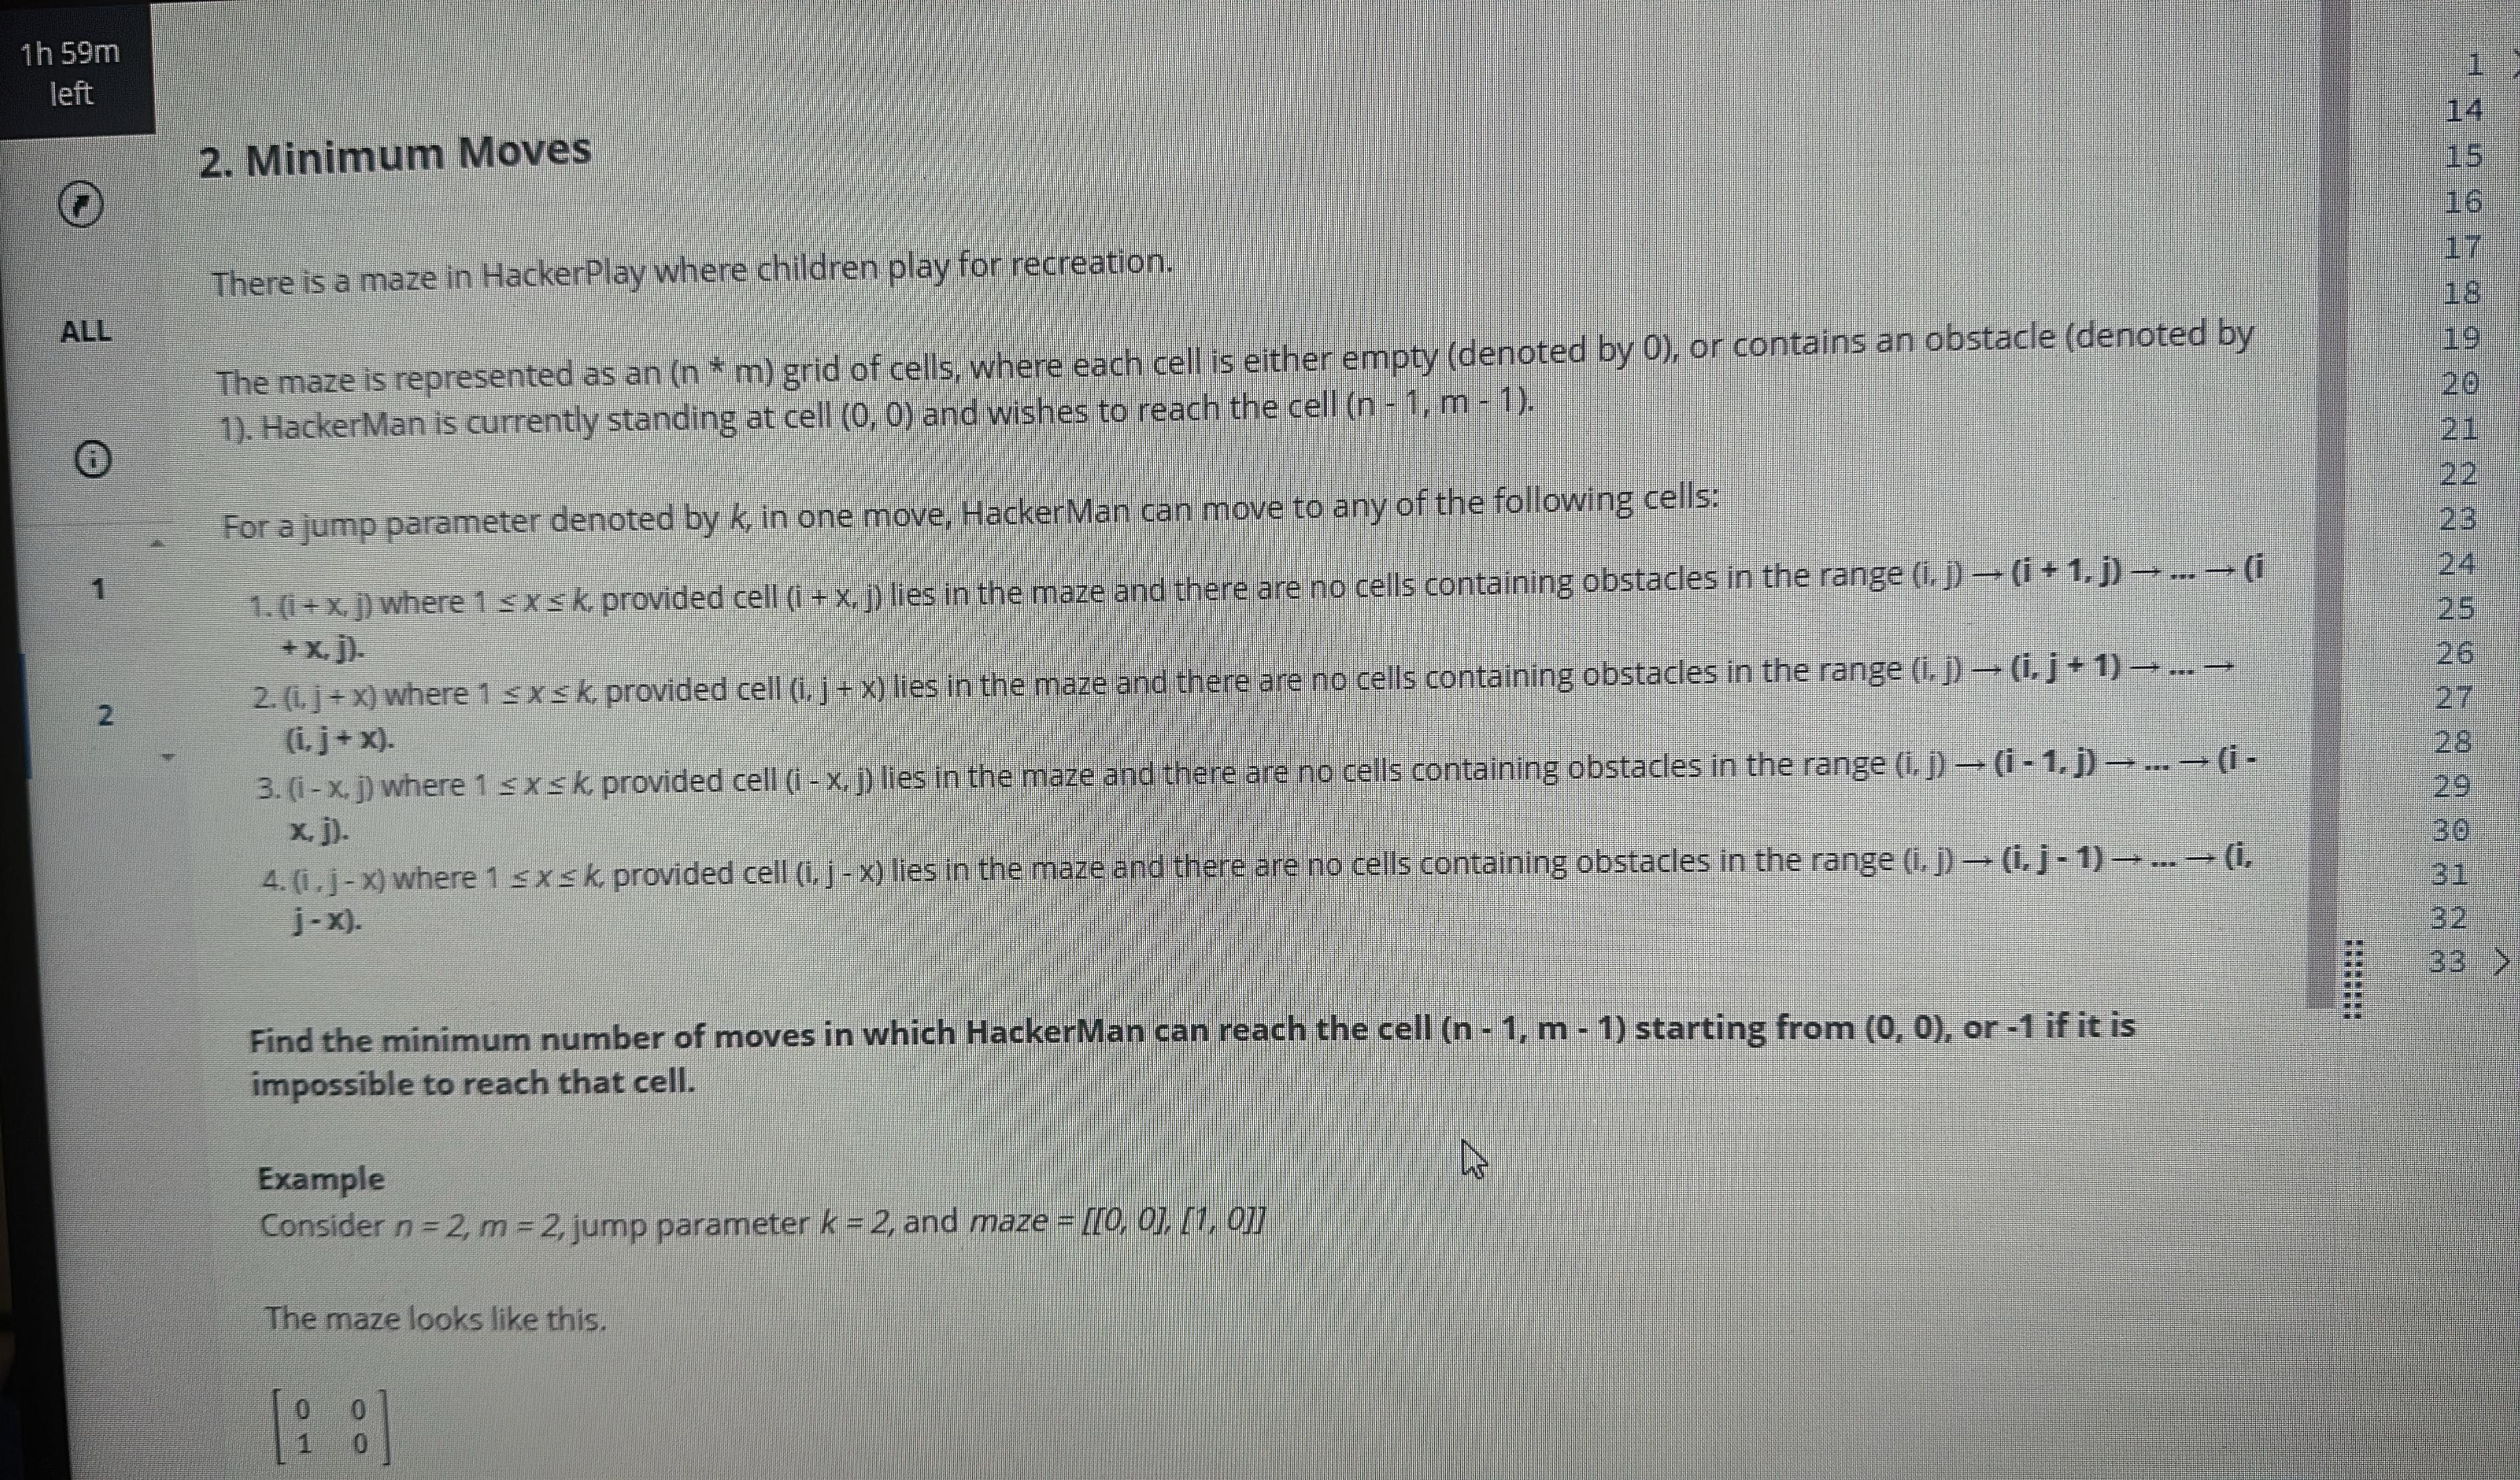 1h 59m
left
2. Minimum Moves
There is a maze in HackerPlay where children play for recreation.
ALL
The maze is represented as an (n * m) grid of cells, where each cell is either empty (denoted by 0), or contains an obstacle (denoted by
1). HackerMan is currently standing at cell (0, 0) and wishes to reach the cell (n - 1, m - 1).
i
For a jump parameter denoted by k, in one move, HackerMan can move to any of the following cells:
1
1. (i + x, j) where 1 ≤ x ≤ k, provided cell (i + x, j) lies in the maze and there are no cells containing obstacles in the range (i, j) → (i + 1, j) → ... → (i
+ x, j).
2
2. (i, j + x) where 1 ≤ x ≤ k, provided cell (i, j + x) lies in the maze and there are no cells containing obstacles in the range (i, j) → (i, j + 1) → ... →
(i, j + x).
3. (i - x, j) where 1 ≤ x ≤ k, provided cell (i - x, j) lies in the maze and there are no cells containing obstacles in the range (i, j) → (i - 1, j) → ... → (i -
x, j).
4. (i , j - x) where 1 ≤ x ≤ k, provided cell (i, j - x) lies in the maze and there are no cells containing obstacles in the range (i, j) → (i, j - 1) → ... → (i,
j - x).
Find the minimum number of moves in which HackerMan can reach the cell (n - 1, m - 1) starting from (0, 0), or -1 if it is
impossible to reach that cell.
Example
Consider n = 2, m = 2, jump parameter k = 2, and maze = [[0, 0], [1, 0]]
The maze looks like this.
0 0
1 0
1
14
15
16
17
18
19
20
21
22
23
24
25
26
27
28
29
30
31
32
33